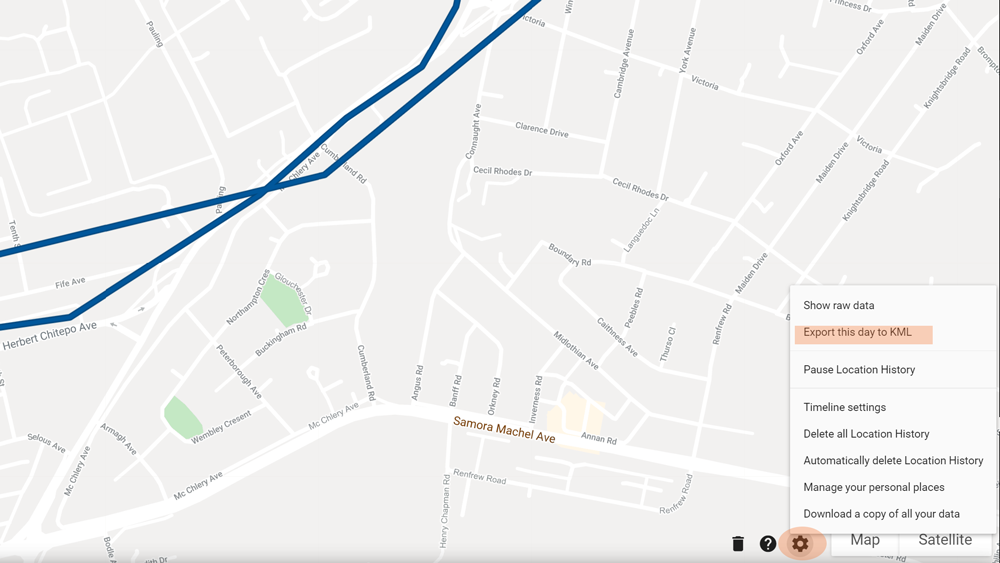 Pauling
Victoria
Princess Dr
Cambridge Avenue
York Avenue
Oxford Ave
Maiden Drive
Knightsbridge Road
Victoria
Connaught Ave
Clarence Drive
Oxford Ave
Maiden Drive
Victoria
Cumberland Rd
Mc Chlery Ave
Cecil Rhodes Dr
Cecil Rhodes Dr
Knightsbridge Road
Pauling
Languedoc Ln
Boundary Rd
Maiden Drive
Fife Ave
Northampton Cres
Gloucester Dr
Herbert Chitepo Ave
Buckingham Rd
Peebles Rd
Renfrew Rd
Caithness Ave
Thurso Cl
Midlothian Ave
Peterborough Ave
Cumberland Rd
Angus Rd
Banff Rd
Orkney Rd
Inverness Rd
Mc Chlery Ave
Wembley Cresent
Samora Machel Ave
Annan Rd
Selous Ave
Armagh Ave
Mc Chlery Ave
Mc Chlery Ave
Renfrew Road
Renfrew Road
Henry Chapman Rd
Show raw data
Export this day to KML
Pause Location History
Timeline settings
Delete all Location History
Automatically delete Location History
Manage your personal places
Download a copy of all your data
Map
Satellite